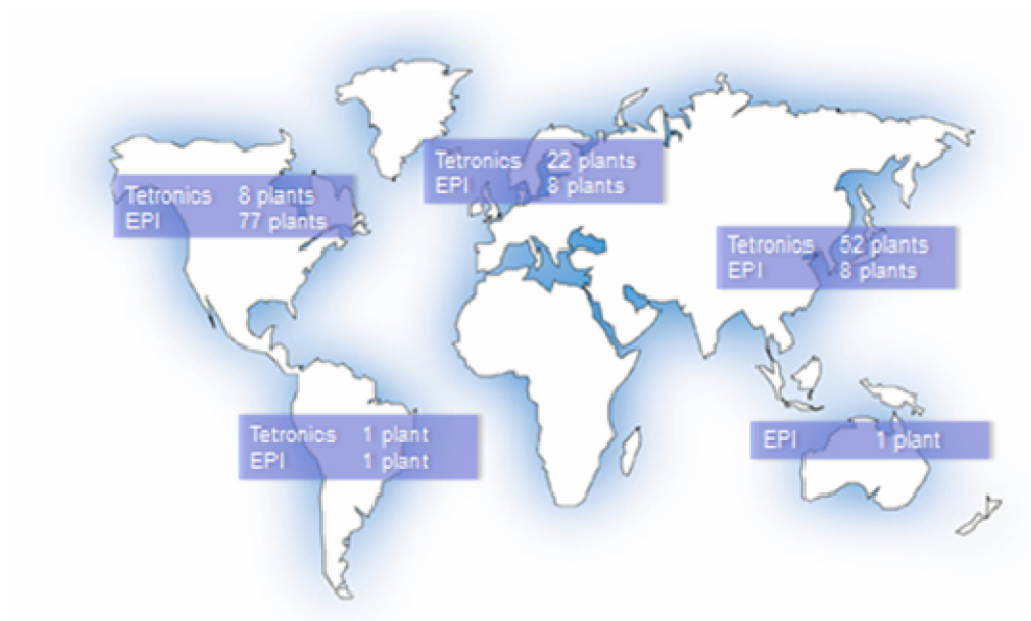 Tetronics 22 plants
EPI 8 plants
Tetronics 8 plants
EPI 77 plants
Tetronics 52 plants
EPI 8 plants
Tetronics 1 plant
EPI 1 plant
EPI 1 plant